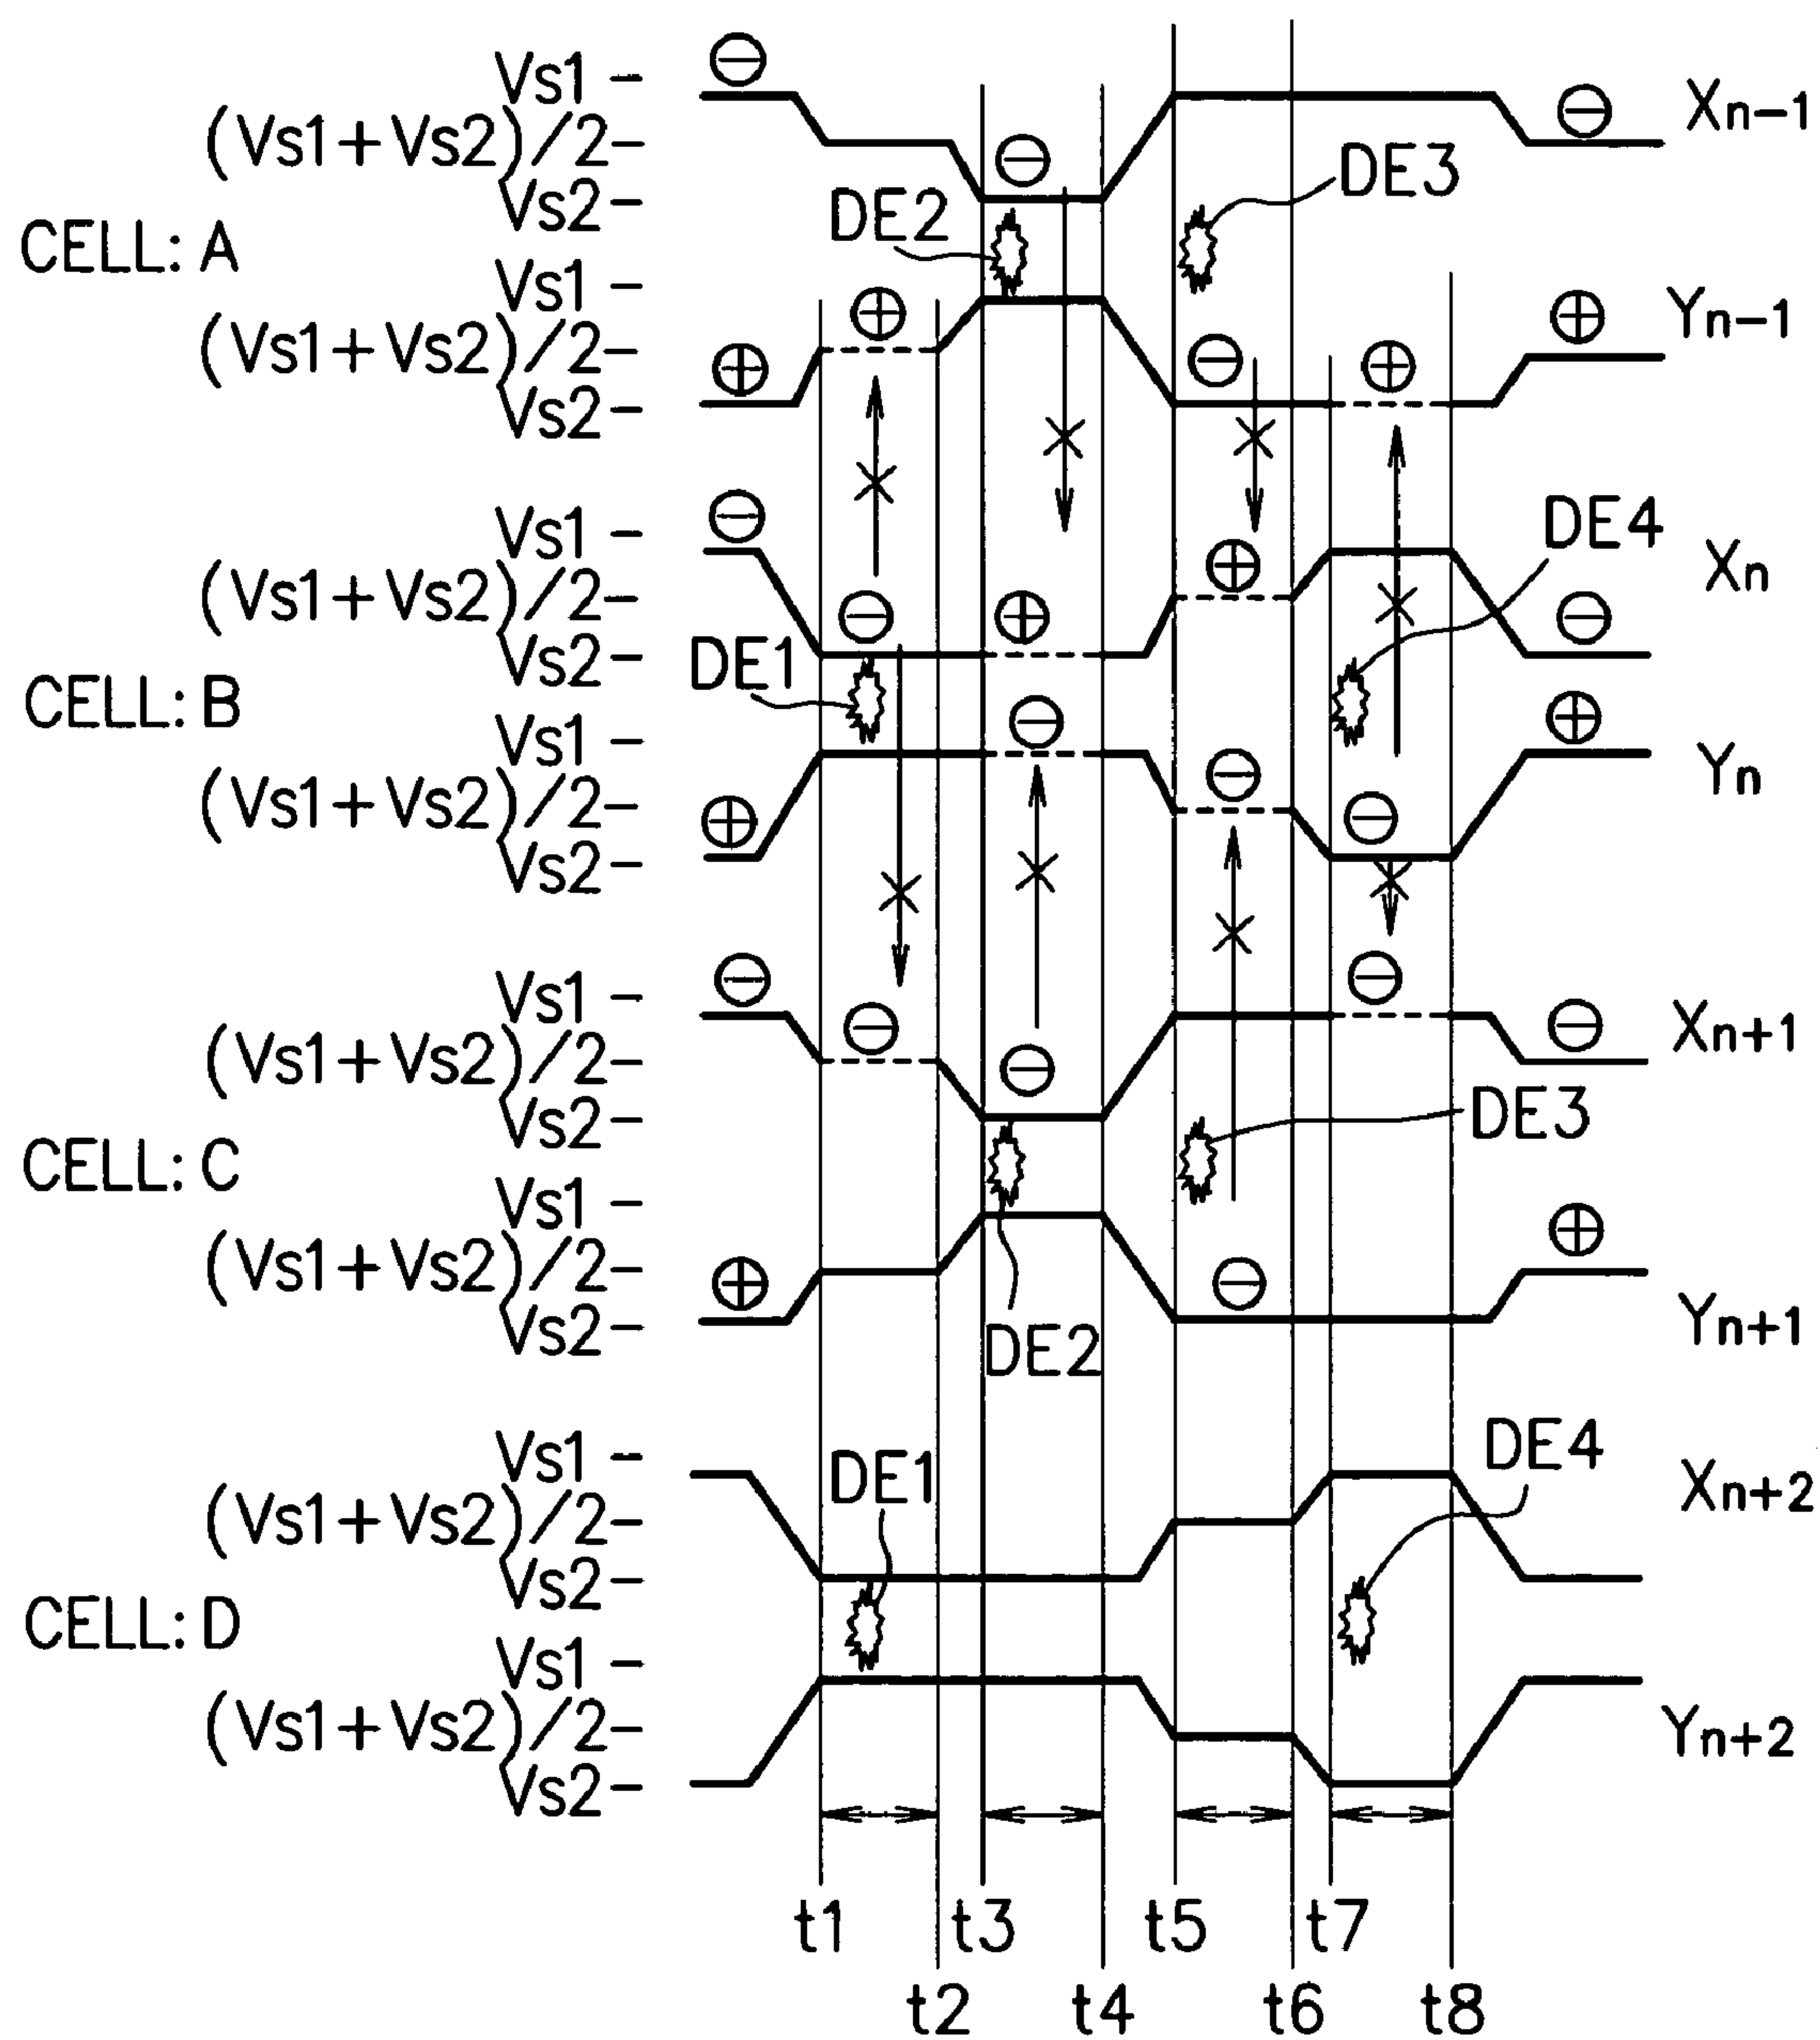 Vs1 -
(Vs1+Vs2)/2-
Vs2-
Xn-1
CELL: A
DE2
DE3
Vs1 -
(Vs1+Vs2)/2-
Vs2-
Yn-1
Vs1 -
(Vs1+Vs2)/2-
Vs2-
Xn
CELL: B
DE1
DE4
Vs1 -
(Vs1+Vs2)/2-
Vs2-
Yn
Vs1 -
(Vs1+Vs2)/2-
Vs2-
Xn+1
CELL: C
DE3
DE2
Vs1 -
(Vs1+Vs2)/2-
Vs2-
Yn+1
Vs1 -
(Vs1+Vs2)/2-
Vs2-
Xn+2
CELL: D
DE1
DE4
Vs1 -
(Vs1+Vs2)/2-
Vs2-
Yn+2
t1 t3 t5 t7
t2 t4 t6 t8